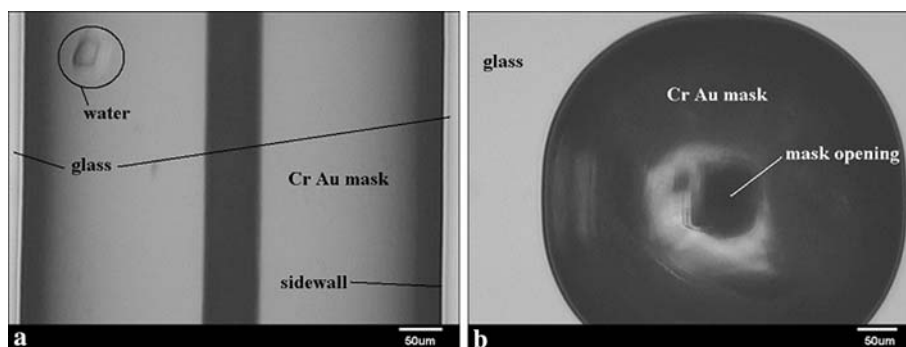 water
glass
Cr Au mask
sidewall
a
50um
glass
Cr Au mask
mask opening
b
50um